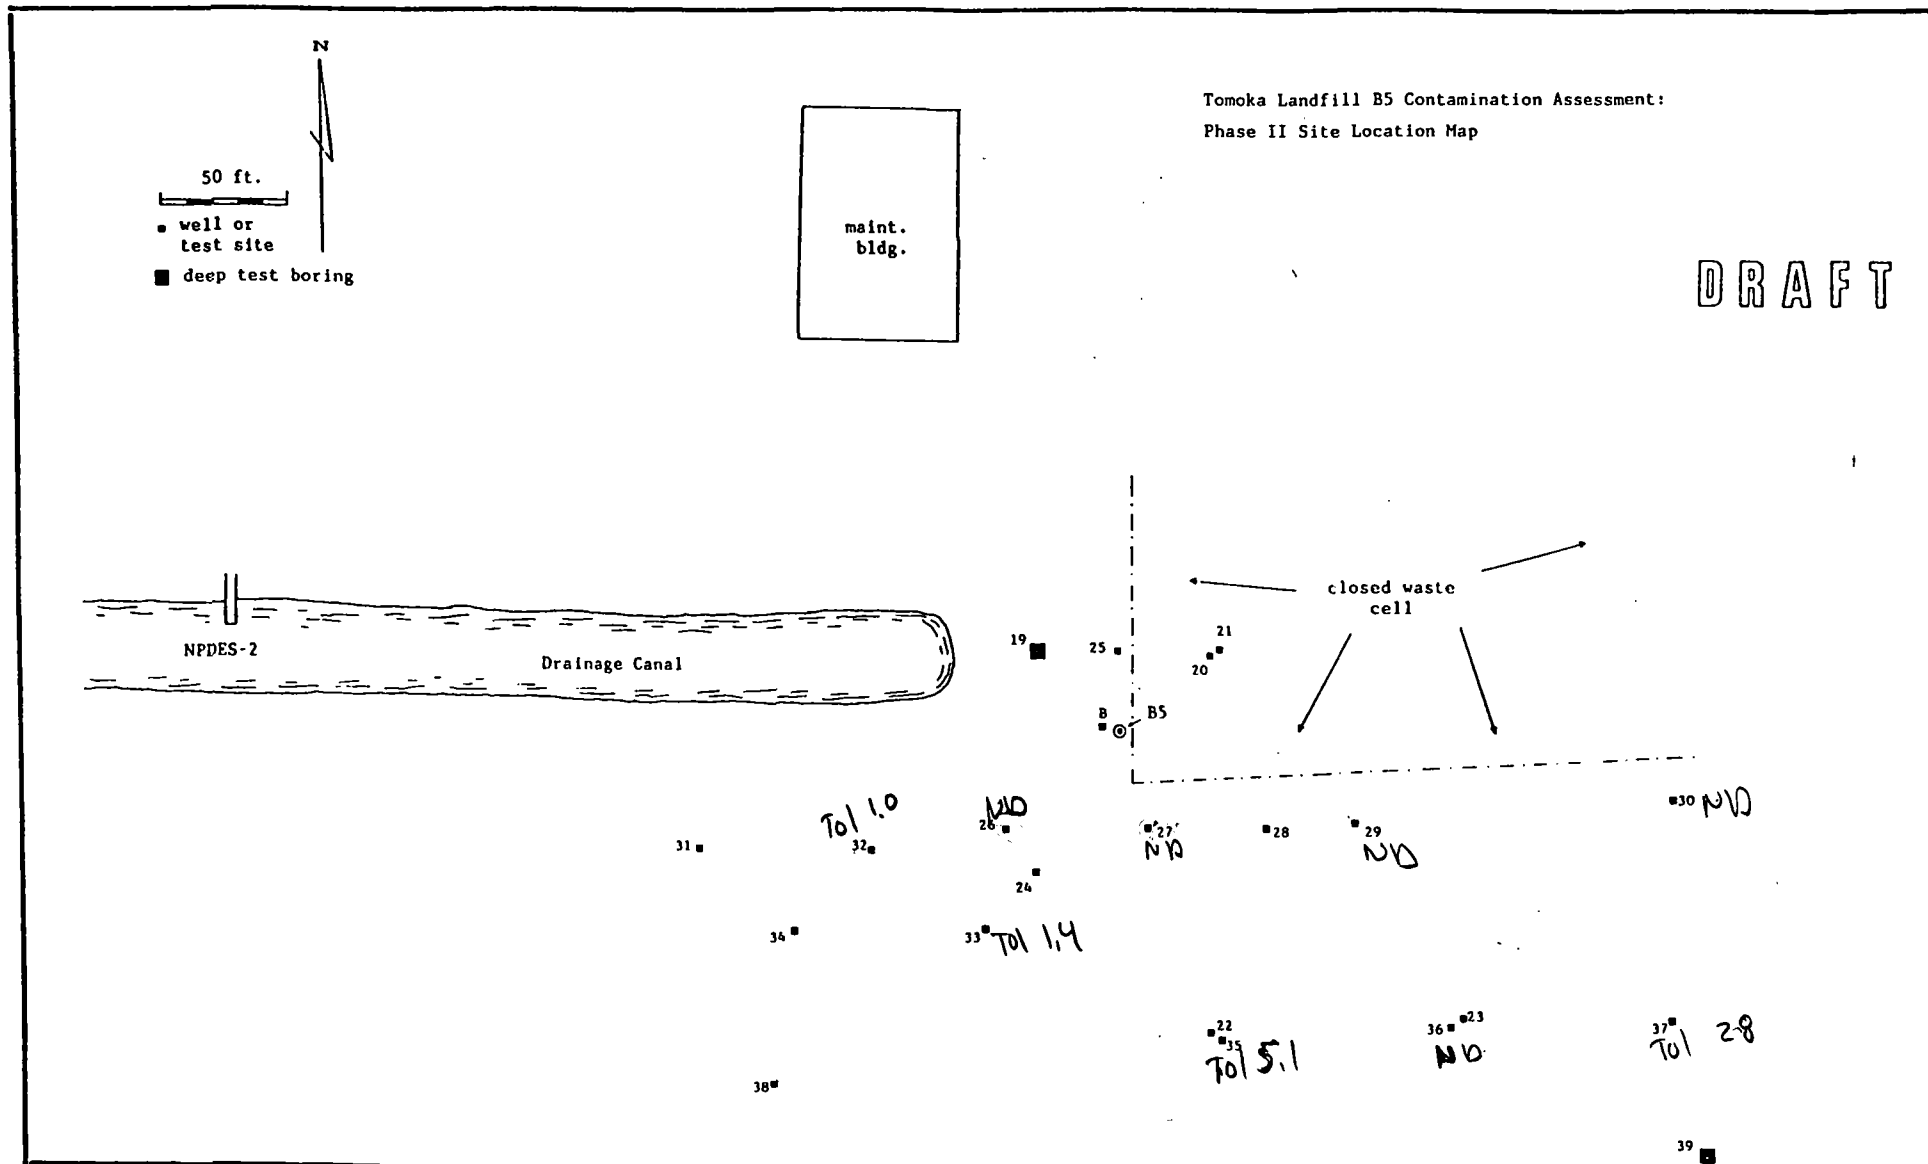 N
Tomoka Landfill B5 Contamination Assessment:
Phase II Site Location Map
50 ft.
well or
test site
deep test boring
maint.
bldg.
DRAFT
closed waste
cell
NPDES-2
Drainage Canal
19
25
21
20
B
B5
Tol 1.0
ND
30 ND
31
32
26
27
28
29
ND
ND
24
34
33
Tol 1.4
22
35
Tol 5.1
36
23
ND
37
Tol 2.8
38
39